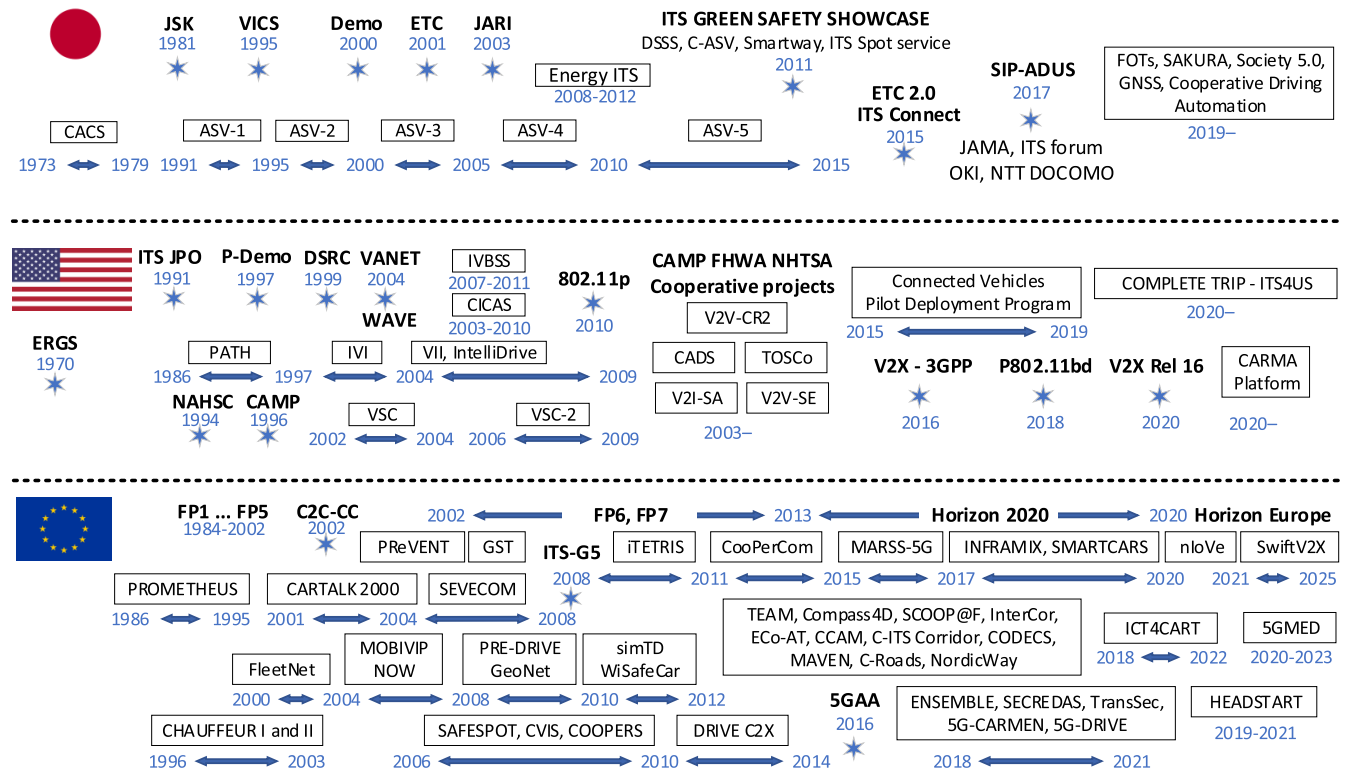 JSK
1981
VICS
1995
Demo
2000
ETC
2001
JARI
2003
ITS GREEN SAFETY SHOWCASE
DSSS, C-ASV, Smartway, ITS Spot service
2011
Energy ITS
2008-2012
ETC 2.0
ITS Connect
2015
SIP-ADUS
2017
JAMA, ITS forum
OKI, NTT DOCOMO
FOTs, SAKURA, Society 5.0,
GNSS, Cooperative Driving
Automation
2019–
CACS
ASV-1
ASV-2
ASV-3
ASV-4
ASV-5
1973
1979
1991
1995
2000
2005
2010
2015
ITS JPO
1991
P-Demo
1997
DSRC
1999
VANET
2004
WAVE
IVBSS
2007-2011
CICAS
2003-2010
802.11p
2010
CAMP FHWA NHTSA
Cooperative projects
V2V-CR2
CADS
TOSCo
V2I-SA
V2V-SE
2003–
Connected Vehicles
Pilot Deployment Program
2015
2019
COMPLETE TRIP - ITS4US
2020–
ERGS
1970
PATH
IVI
VII, IntelliDrive
1986
1997
2004
2009
NAHSC
1994
CAMP
1996
VSC
VSC-2
2002
2004
2006
2009
V2X - 3GPP
2016
P802.11bd
2018
V2X Rel 16
2020
CARMA
Platform
2020–
FP1 ... FP5
1984-2002
C2C-CC
2002
2002
FP6, FP7
2013
Horizon 2020
2020
Horizon Europe
PReVENT
GST
ITS-G5
2008
iTETRIS
CooPerCom
MARSS-5G
INFRAMIX, SMARTCARS
nIoVe
SwiftV2X
2011
2015
2017
2020
2021
2025
PROMETHEUS
CARTALK 2000
SEVECOM
1986
1995
2001
2004
2008
TEAM, Compass4D, SCOOP@F, InterCor,
ECo-AT, CCAM, C-ITS Corridor, CODECS,
MAVEN, C-Roads, NordicWay
ICT4CART
2018
2022
5GMED
2020-2023
FleetNet
MOBIVIP
NOW
PRE-DRIVE
GeoNet
simTD
WiSafeCar
2000
2004
2008
2010
2012
CHAUFFEUR I and II
SAFESPOT, CVIS, COOPERS
DRIVE C2X
1996
2003
2006
2010
2014
5GAA
2016
ENSEMBLE, SECREDAS, TransSec,
5G-CARMEN, 5G-DRIVE
2018
2021
HEADSTART
2019-2021